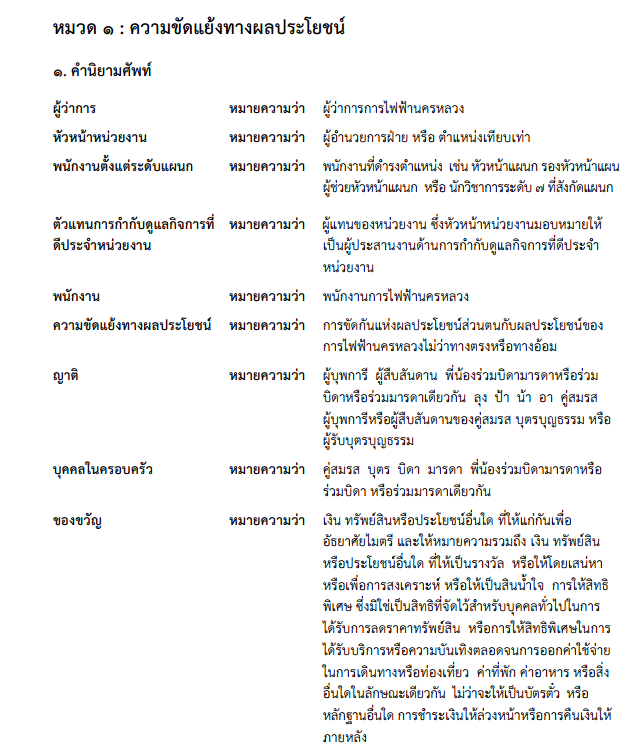 หมวด ๑ : ความขัดแย้งทางผลประโยชน์
๑. คำนิยามศัพท์
ผู้ว่าการ หมายความว่า ผู้ว่าการการไฟฟ้านครหลวง
หัวหน้าหน่วยงาน หมายความว่า ผู้อำนวยการฝ่าย หรือ ตำแหน่งเทียบเท่า
พนักงานตั้งแต่ระดับแผนก หมายความว่า พนักงานที่ดำรงตำแหน่ง เช่น หัวหน้าแผนก รองหัวหน้าแผน
ผู้ช่วยหัวหน้าแผนก หรือ นักวิชาการระดับ ๗ ที่สังกัดแผนก
ตัวแทนการกำกับดูแลกิจการที่ หมายความว่า ผู้แทนของหน่วยงาน ซึ่งหัวหน้าหน่วยงานมอบหมายให้
ดีประจำหน่วยงาน เป็นผู้ประสานงานด้านการกำกับดูแลกิจการที่ดีประจำ
หน่วยงาน
พนักงาน หมายความว่า พนักงานการไฟฟ้านครหลวง
ความขัดแย้งทางผลประโยชน์ หมายความว่า การขัดกันแห่งผลประโยชน์ส่วนตนกับผลประโยชน์ของ
การไฟฟ้านครหลวงไม่ว่าทางตรงหรือทางอ้อม
ญาติ หมายความว่า ผู้บุพการี ผู้สืบสันดาน พี่น้องร่วมบิดามารดาหรือร่วม
บิดาหรือร่วมมารดาเดียวกัน ลุง ป้า น้า อา คู่สมรส
ผู้บุพการีหรือผู้สืบสันดานของคู่สมรส บุตรบุญธรรม หรือ
ผู้รับบุตรบุญธรรม
บุคคลในครอบครัว หมายความว่า คู่สมรส บุตร บิดา มารดา พี่น้องร่วมบิดามารดาหรือ
ร่วมบิดา หรือร่วมมารดาเดียวกัน
ของขวัญ หมายความว่า เงิน ทรัพย์สินหรือประโยชน์อื่นใด ที่ให้แก่กันเพื่อ
อัธยาศัยไมตรี และให้หมายความรวมถึง เงิน ทรัพย์สิน
หรือประโยชน์อื่นใด ที่ให้เป็นรางวัล หรือให้โดยเสน่หา
หรือเพื่อการสงเคราะห์ หรือให้เป็นสินน้ำใจ การให้สิทธิ
พิเศษ ซึ่งมิใช่เป็นสิทธิที่จัดไว้สำหรับบุคคลทั่วไปในการ
ได้รับการลดราคาทรัพย์สิน หรือการให้สิทธิพิเศษในการ
ได้รับบริการหรือความบันเทิงตลอดจนการออกค่าใช้จ่าย
ในการเดินทางหรือท่องเที่ยว ค่าที่พัก ค่าอาหาร หรือสิ่ง
อื่นใดในลักษณะเดียวกัน ไม่ว่าจะให้เป็นบัตรตั๋ว หรือ
หลักฐานอื่นใด การชำระเงินให้ล่วงหน้าหรือการคืนเงินให้
ภายหลัง